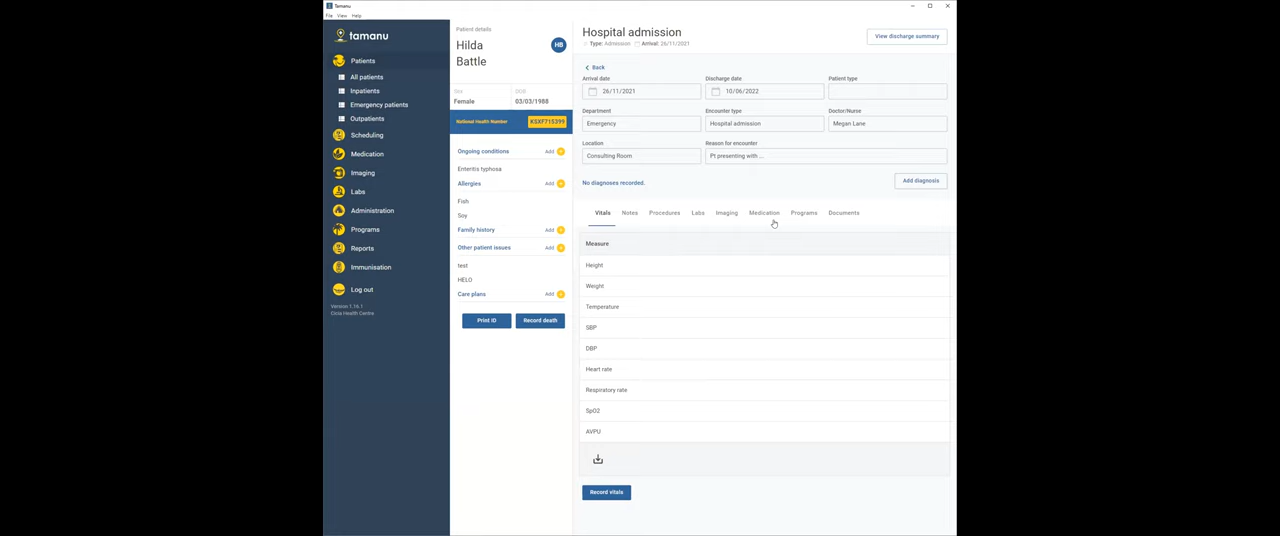 Tamanu
File View Help
tamanu
Patients
All patients
Inpatients
Emergency patients
Outpatients
Scheduling
Medication
Imaging
Labs
Administration
Programs
Reports
Immunisation
Log out
Version 1.16.1
Patient details
Hilda
Battle
HB
Sex
Female
DOB
03/03/1988
National Health Number
KSXF715399
Ongoing conditions
Add
Enteritis typhosa
Allergies
Add
Fish
Soy
Family history
Add
Other patient issues
Add
test
HELO
Care plans
Add
Print ID
Record death
Hospital admission
Type: Admission Arrival: 26/11/2021
View discharge summary
Back
Arrival date
26/11/2021
Discharge date
10/06/2022
Patient type
Department
Emergency
Encounter type
Hospital admission
Doctor/Nurse
Megan Lane
Location
Consulting Room
Reason for encounter
Pt presenting with ...
No diagnoses recorded.
Add diagnosis
Vitals Notes Procedures Labs Imaging Medication Programs Documents
Measure
Height
Weight
Temperature
SBP
DBP
Heart rate
Respiratory rate
SpO2
AVPU
Record vitals